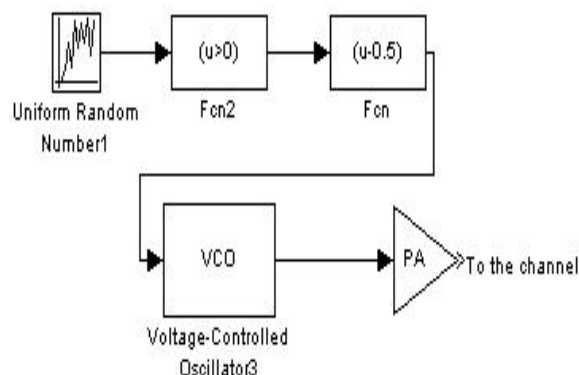 (u>0)
(u-0.5)
Uniform Random
Number1
Fcn2
Fcn
VCO
PA
To the channel
Voltage-Controlled
Oscillator3